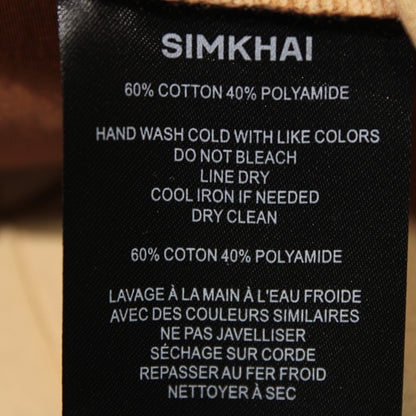 SIMKHAI
60% COTTON 40% POLYAMIDE
HAND WASH COLD WITH LIKE COLORS
DO NOT BLEACH
LINE DRY
COOL IRON IF NEEDED
DRY CLEAN
60% COTON 40% POLYAMIDE
LAVAGE À LA MAIN À L'EAU FROIDE
AVEC DES COULEURS SIMILAIRES
NE PAS JAVELLISER
SÉCHAGE SUR CORDE
REPASSER AU FER FROID
NETTOYER À SEC